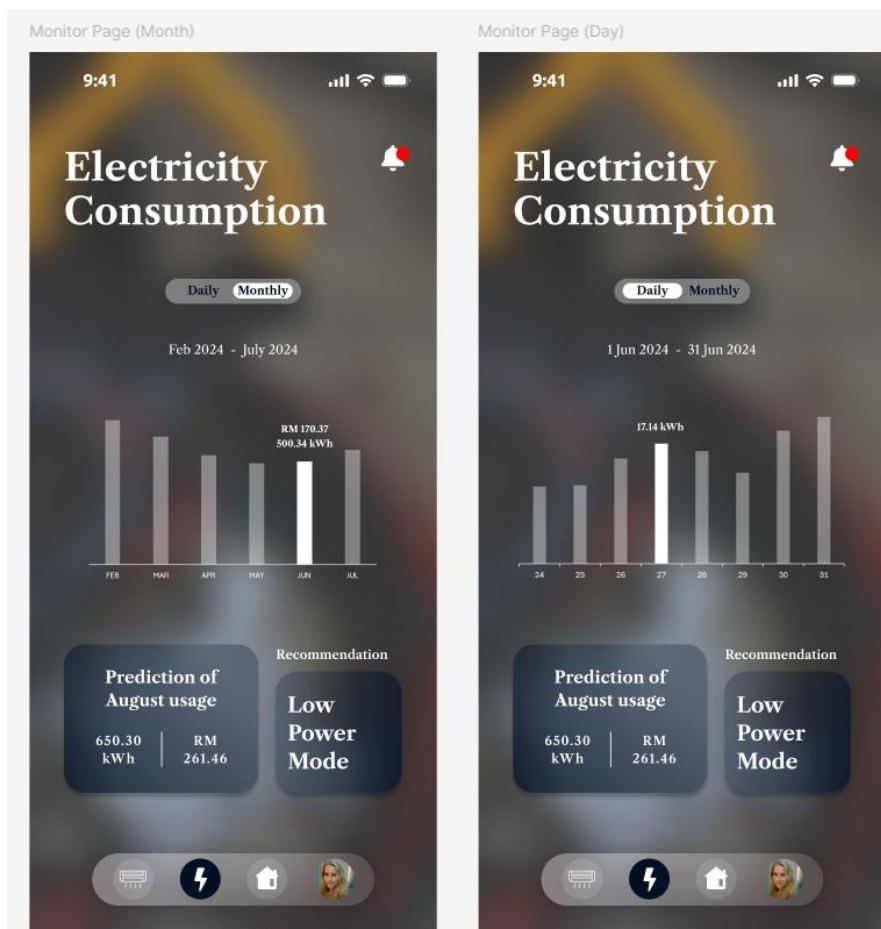 Monitor Page (Month)
9:41
Electricity
Consumption
Daily Monthly
Feb 2024 - July 2024
RM 170.37
500.34 kWh
FEB MAR APR MAY JUN JUL
Prediction of
August usage
650.30
kWh
RM
261.46
Recommendation
Low
Power
Mode
Monitor Page (Day)
9:41
Electricity
Consumption
Daily Monthly
1 Jun 2024 - 31 Jun 2024
17.14 kWh
24 25 26 27 28 29 30 31
Prediction of
August usage
650.30
kWh
RM
261.46
Recommendation
Low
Power
Mode